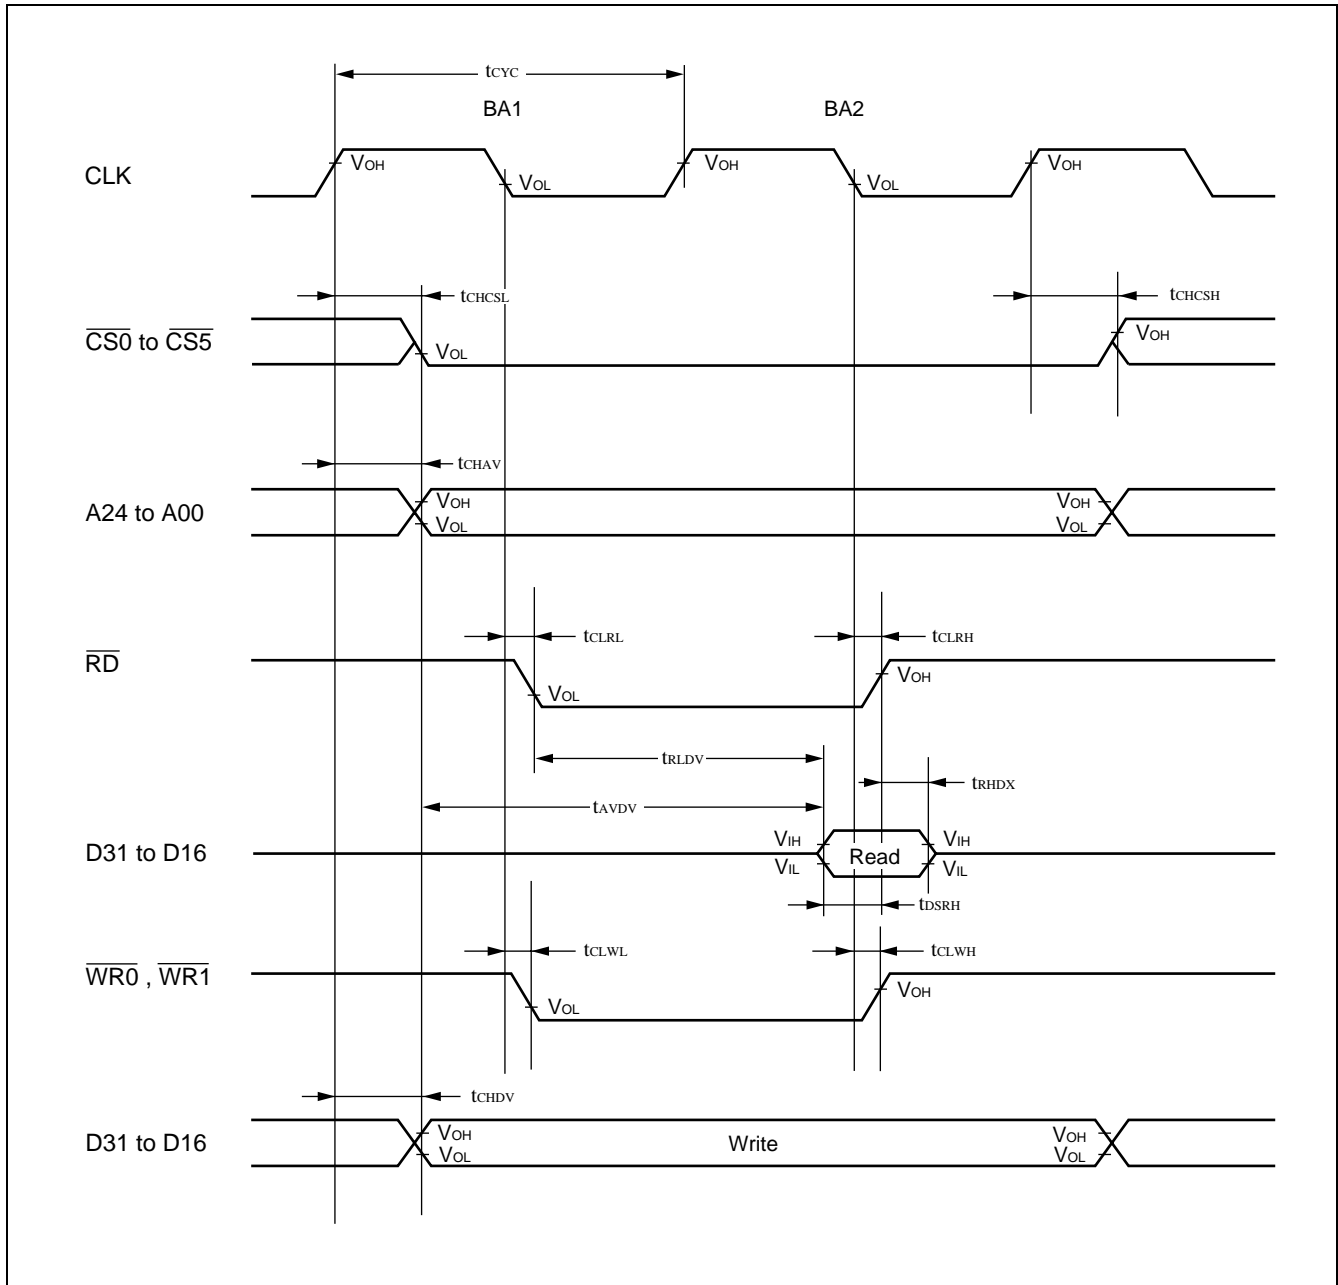 tCYC
BA1 BA2
CLK VOH VOL VOH VOL VOH
tCHCSL tCHCSH
CS0 to CS5 VOL VOH
tCHAV
A24 to A00 VOH VOL VOH VOL
tCLRL tCLRH
RD VOL VOH
tRLDV
tRHDX
tAVDV
D31 to D16 VIH VIL Read VIH VIL
tDSRH
tCLWL tCLWH
WR0 , WR1 VOL VOH
tCHDV
D31 to D16 VOH VOL Write VOH VOL